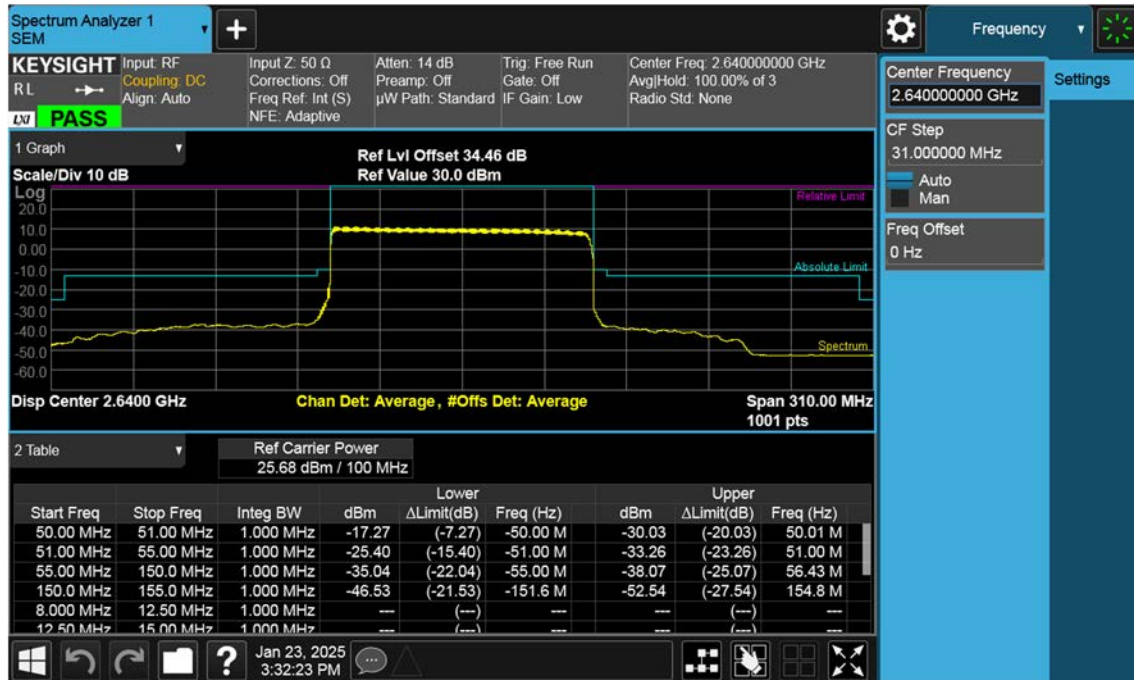 Spectrum Analyzer 1
SEM
Frequency
KEYSIGHT
RL
LXI
PASS
Input: RF
Coupling: DC
Align: Auto
Input Z: 50 Ω
Corrections: Off
Freq Ref: Int (S)
NFE: Adaptive
Atten: 14 dB
Preamp: Off
µW Path: Standard
Trig: Free Run
Gate: Off
IF Gain: Low
Center Freq: 2.640000000 GHz
Avg|Hold: 100.00% of 3
Radio Std: None
Center Frequency
2.640000000 GHz
Settings
CF Step
31.000000 MHz
Auto
Man
Freq Offset
0 Hz
1 Graph
Scale/Div 10 dB
Ref Lvl Offset 34.46 dB
Ref Value 30.0 dBm
Log
20.0
10.0
0.00
-10.0
-20.0
-30.0
-40.0
-50.0
-60.0
Relative Limit
Absolute Limit
Spectrum
Disp Center 2.6400 GHz
Chan Det: Average, #Offs Det: Average
Span 310.00 MHz
1001 pts
2 Table
Ref Carrier Power
25.68 dBm / 100 MHz
Lower Upper
Start Freq Stop Freq Integ BW dBm ΔLimit(dB) Freq (Hz) dBm ΔLimit(dB) Freq (Hz)
50.00 MHz 51.00 MHz 1.000 MHz -17.27 (-7.27) -50.00 M -30.03 (-20.03) 50.01 M
51.00 MHz 55.00 MHz 1.000 MHz -25.40 (-15.40) -51.00 M -33.26 (-23.26) 51.00 M
55.00 MHz 150.0 MHz 1.000 MHz -35.04 (-22.04) -55.00 M -38.07 (-25.07) 56.43 M
150.0 MHz 155.0 MHz 1.000 MHz -46.53 (-21.53) -151.6 M -52.54 (-27.54) 154.8 M
8.000 MHz 12.50 MHz 1.000 MHz --- (---) --- --- (---) ---
12.50 MHz 15.00 MHz 1.000 MHz --- (---) --- --- (---) ---
Jan 23, 2025
3:32:23 PM